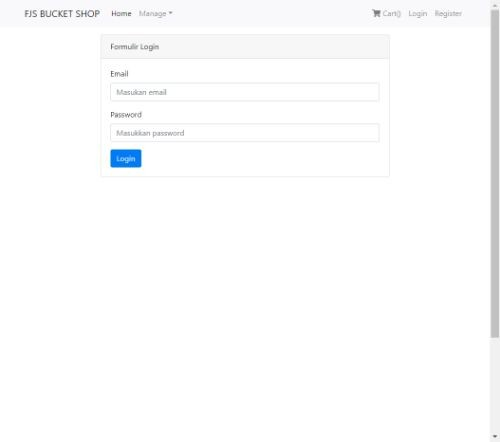 FJS BUCKET SHOP Home Manage Cart() Login Register
Formulir Login
Email
Masukan email
Password
Masukkan password
Login